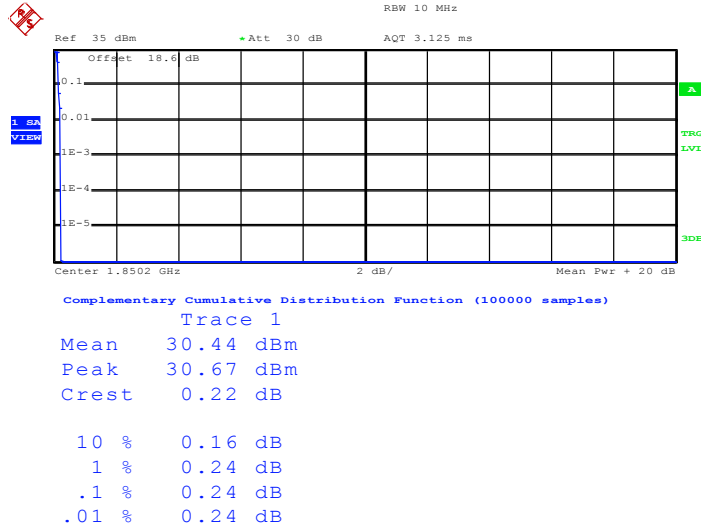 RBW 10 MHz
Ref 35 dBm * Att 30 dB AQT 3.125 ms
Offset 18.6 dB
0.1
A
0.01
1 SA
VIEW
TRG
LVL
1E-3
1E-4
1E-5
3DB
Center 1.8502 GHz 2 dB/ Mean Pwr + 20 dB
Complementary Cumulative Distribution Function (100000 samples)
Trace 1
Mean 30.44 dBm
Peak 30.67 dBm
Crest 0.22 dB
10 % 0.16 dB
1 % 0.24 dB
.1 % 0.24 dB
.01 % 0.24 dB